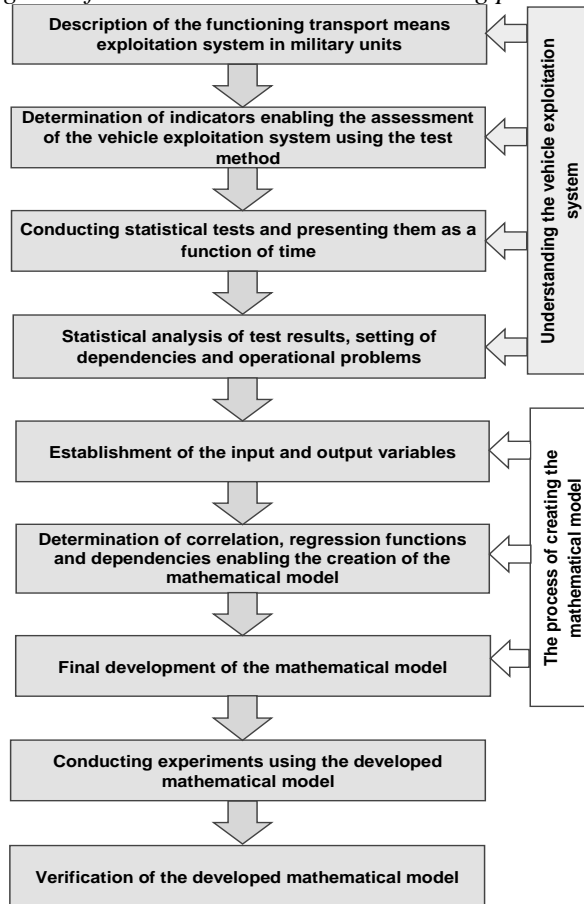 Description of the functioning transport means
exploitation system in military units
Determination of indicators enabling the assessment
of the vehicle exploitation system using the test
method
Conducting statistical tests and presenting them as a
function of time
Statistical analysis of test results, setting of
dependencies and operational problems
Understanding the vehicle exploitation
system
Establishment of the input and output variables
Determination of correlation, regression functions
and dependencies enabling the creation of the
mathematical model
Final development of the mathematical model
The process of creating the
mathematical model
Conducting experiments using the developed
mathematical model
Verification of the developed mathematical model